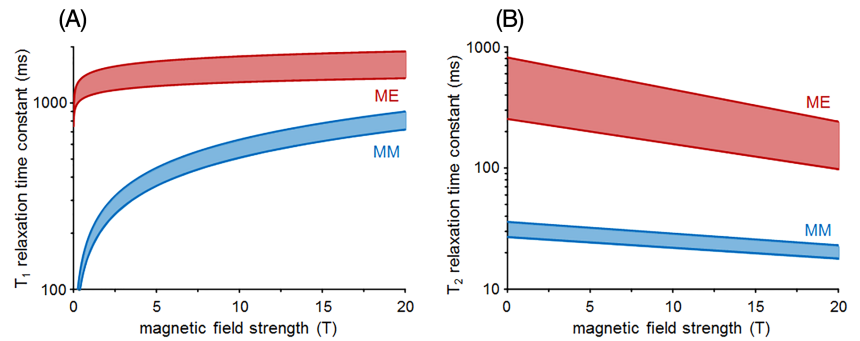 (A)
T1 relaxation time constant (ms)
1000
100
ME
MM
0
5
10
15
20
magnetic field strength (T)
(B)
T2 relaxation time constant (ms)
1000
100
10
ME
MM
0
5
10
15
20
magnetic field strength (T)